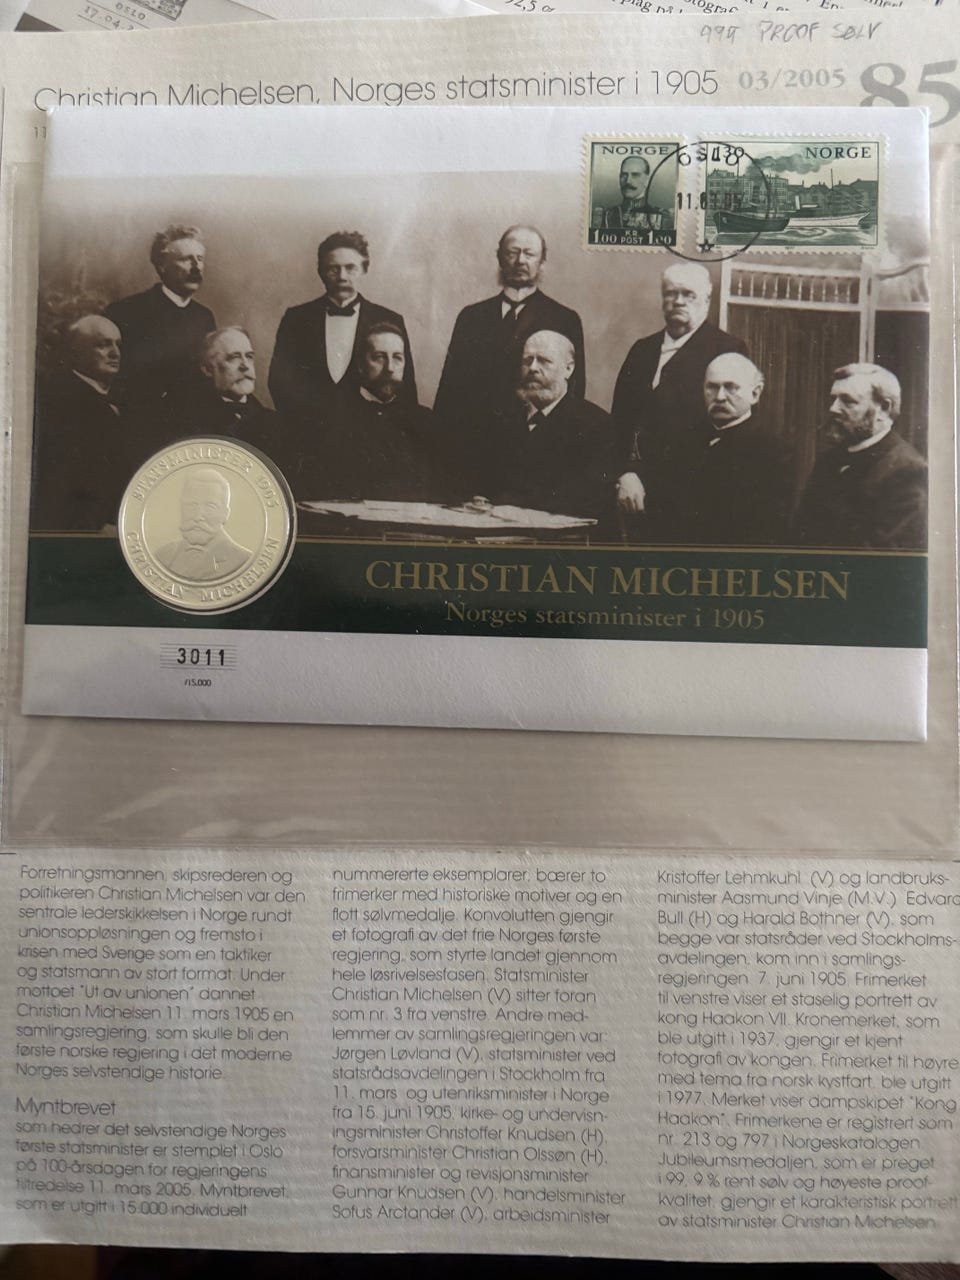 OSLO
17.04.
999 PROOF SØLV
Christian Michelsen, Norges statsminister i 1905
03/2005
85
11
NORGE
1.00 KR POST 1.00
NORGE
CHRISTIAN MICHELSEN
Norges statsminister i 1905
STATSMINISTER 1905
CHRISTIAN MICHELSEN
3011
/15.000
Forretningsmannen, skipsrederen og
politikeren Christian Michelsen var den
sentrale lederskikkelsen i Norge rundt
unionsoppløsningen og fremsto i
krisen med Sverige som en taktiker
og statsmann av stort format. Under
mottoet "Ut av unionen" dannet
Christian Michelsen 11. mars 1905 en
samlingsregjering, som skulle bli den
første norske regjering i det moderne
Norges selvstendige historie.
Myntbrevet
som hedrer det selvstendige Norges
første statsminister er stemplet i Oslo
på 100-årsdagen for regjeringens
tiltredelse 11. mars 2005. Myntbrevet,
som er utgitt i 15.000 individuelt
nummererte eksemplarer, bærer to
frimerker med historiske motiver og en
flott sølvmedalje. Konvolutten gjengir
et fotografi av det frie Norges første
regjering, som styrte landet gjennom
hele løsrivelsesfasen. Statsminister
Christian Michelsen (V) sitter foran
som nr. 3 fra venstre. Andre med-
lemmer av samlingsregjeringen var:
Jørgen Løvland (V), statsminister ved
statsrådsavdelingen i Stockholm fra
11. mars og utenriksminister i Norge
fra 15. juni 1905, kirke- og undervisn-
ingsminister Christoffer Knudsen (H),
forsvarsminister Christian Olssøn (H),
finansminister og revisjonsminister
Gunnar Knudsen (V), handelsminister
Sofus Arctander (V), arbeidsminister
Kristoffer Lehmkuhl (V) og landbruks-
minister Aasmund Vinje (M.V.) Edvard
Bull (H) og Harald Bothner (V), som
begge var statsråder ved Stockholms-
avdelingen, kom inn i samlings-
regjeringen 7. juni 1905. Frimerket
til venstre viser et staselig portrett av
kong Haakon VII. Kronemerket, som
ble utgitt i 1937, gjengir et kjent
fotografi av kongen. Frimerket til høyre
med tema fra norsk kystfart, ble utgitt
i 1977. Merket viser dampskipet "Kong
Haakon". Frimerkene er registrert som
nr. 213 og 797 i Norgeskatalogen.
Jubileumsmedaljen, som er preget
i 99, 9 % rent sølv og høyeste proof-
kvalitet, gjengir et karakteristisk portrett
av statsminister Christian Michelsen.